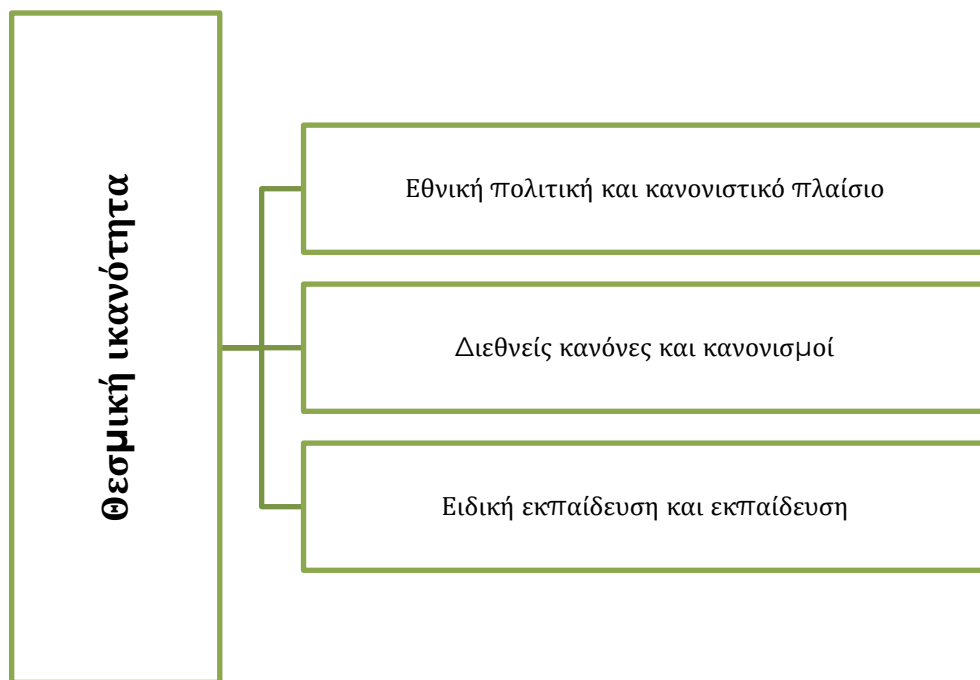 Θεσμική ικανότητα
Εθνική πολιτική και κανονιστικό πλαίσιο
Διεθνείς κανόνες και κανονισμοί
Ειδική εκπαίδευση και εκπαίδευση